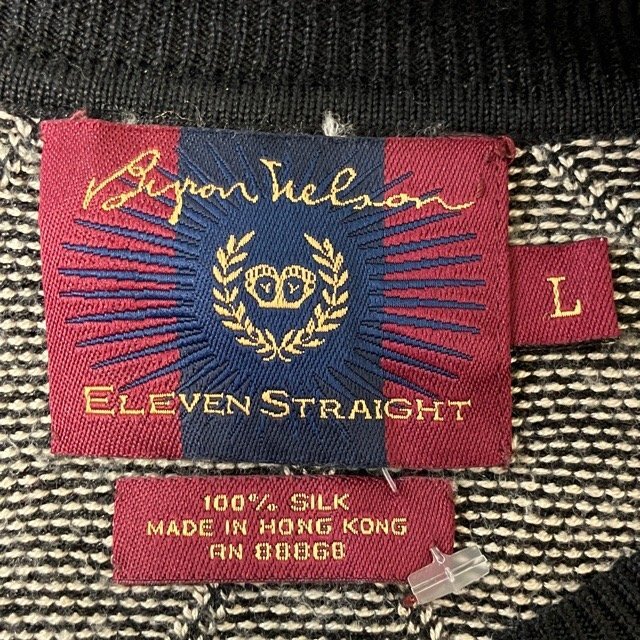 Byron Nelson
ELEVEN STRAIGHT
L
100% SILK
MADE IN HONG KONG
RN 88868